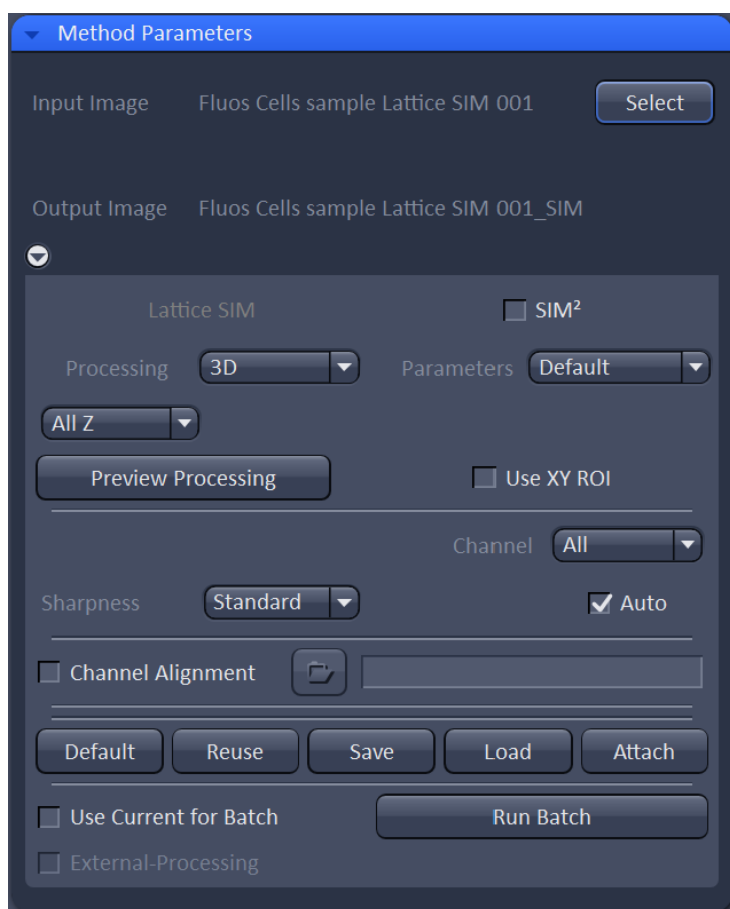 Method Parameters
Input Image Fluos Cells sample Lattice SIM 001 Select
Output Image Fluos Cells sample Lattice SIM 001_SIM
Lattice SIM SIM²
Processing 3D Parameters Default
All Z
Preview Processing Use XY ROI
Channel All
Sharpness Standard Auto
Channel Alignment
Default Reuse Save Load Attach
Use Current for Batch Run Batch
External-Processing